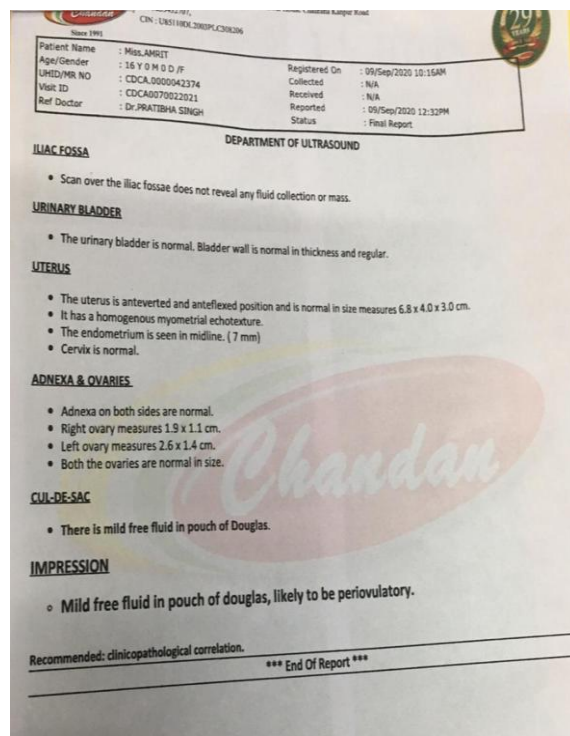 Chandan
Since 1991
29
YEARS
Patient Name : Miss.AMRIT
Age/Gender : 16 Y 0 M 0 D /F
UHID/MR NO : CDCA.0000042374
Visit ID : CDCA0070022021
Ref Doctor : Dr.PRATIBHA SINGH
Registered On : 09/Sep/2020 10:16AM
Collected : N/A
Received : N/A
Reported : 09/Sep/2020 12:32PM
Status : Final Report
DEPARTMENT OF ULTRASOUND
ILIAC FOSSA
• Scan over the iliac fossae does not reveal any fluid collection or mass.
URINARY BLADDER
• The urinary bladder is normal. Bladder wall is normal in thickness and regular.
UTERUS
• The uterus is anteverted and anteflexed position and is normal in size measures 6.8 x 4.0 x 3.0 cm.
• It has a homogenous myometrial echotexture.
• The endometrium is seen in midline. ( 7 mm)
• Cervix is normal.
ADNEXA & OVARIES
• Adnexa on both sides are normal.
• Right ovary measures 1.9 x 1.1 cm.
• Left ovary measures 2.6 x 1.4 cm.
• Both the ovaries are normal in size.
Chandan
CUL-DE-SAC
• There is mild free fluid in pouch of Douglas.
IMPRESSION
o Mild free fluid in pouch of douglas, likely to be periovulatory.
Recommended: clinicopathological correlation.
*** End Of Report ***